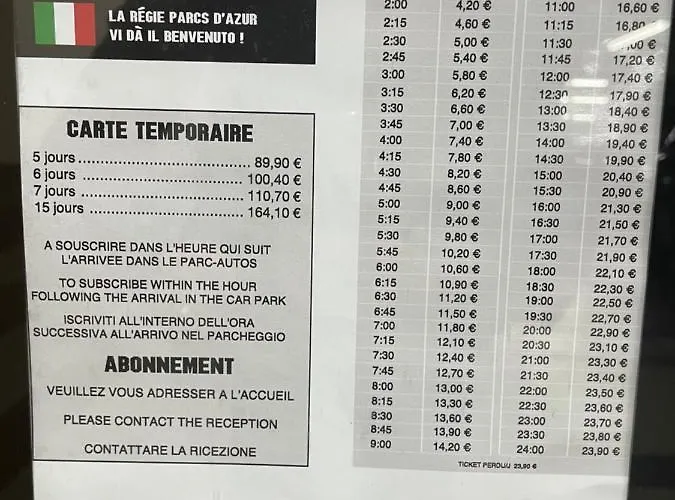 LA RÉGIE PARCS D'AZUR
VI DÀ IL BENVENUTO !
CARTE TEMPORAIRE
5 jours .......................................... 89,90 €
6 jours .......................................... 100,40 €
7 jours .......................................... 110,70 €
15 jours ........................................ 164,10 €
A SOUSCRIRE DANS L'HEURE QUI SUIT
L'ARRIVEE DANS LE PARC-AUTOS
TO SUBSCRIBE WITHIN THE HOUR
FOLLOWING THE ARRIVAL IN THE CAR PARK
ISCRIVITI ALL'INTERNO DELL'ORA
SUCCESSIVA ALL'ARRIVO NEL PARCHEGGIO
ABONNEMENT
VEUILLEZ VOUS ADRESSER A L'ACCUEIL
PLEASE CONTACT THE RECEPTION
CONTATTARE LA RICEZIONE
2:00 4,20 € 11:00 16,60 €
2:15 4,60 € 11:15 16,80
2:30 5,00 € 11:30
2:45 5,40 € 11:45 17,20 €
3:00 5,80 € 12:00 17,40 €
3:15 6,20 € 12:30 17,90 €
3:30 6,60 € 13:00 18,40 €
3:45 7,00 € 13:30 18,90 €
4:00 7,40 € 14:00 19,40 €
4:15 7,80 € 14:30 19,90 €
4:30 8,20 € 15:00 20,40 €
4:45 8,60 € 15:30 20,90 €
5:00 9,00 € 16:00 21,30 €
5:15 9,40 € 16:30 21,50 €
5:30 9,80 € 17:00 21,70 €
5:45 10,20 € 17:30 21,90 €
6:00 10,60 € 18:00 22,10 €
6:15 10,90 € 18:30 22,30 €
6:30 11,20 € 19:00 22,50 €
6:45 11,50 € 19:30 22,70 €
7:00 11,80 € 20:00 22,90 €
7:15 12,10 € 20:30 23,10 €
7:30 12,40 € 21:00 23,30 €
7:45 12,70 € 21:30 23,40 €
8:00 13,00 € 22:00 23,50 €
8:15 13,30 € 22:30 23,60 €
8:30 13,60 € 23:00 23,70 €
8:45 13,90 € 23:30 23,80 €
9:00 14,20 € 24:00 23,90 €
TICKET PERDU 23,90 €